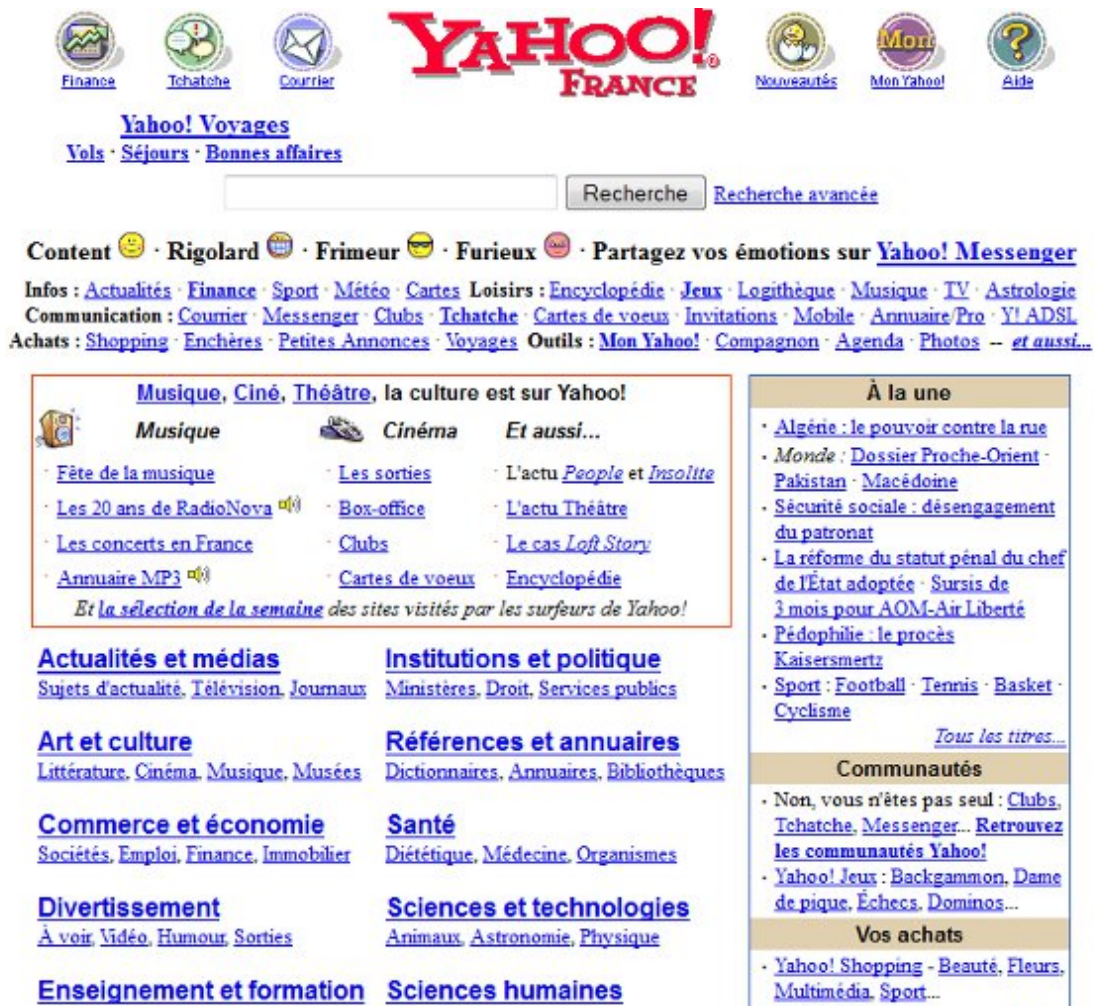 YAHOO!
FRANCE
Finance
Tchatche
Courrier
Nouveautés
Mon
Mon Yahoo!
?
Aide
Yahoo! Voyages
Vols · Séjours · Bonnes affaires
Recherche Recherche avancée
Content · Rigolard · Frimeur · Furieux · Partagez vos émotions sur Yahoo! Messenger
Infos : Actualités · Finance · Sport · Météo · Cartes Loisirs : Encyclopédie · Jeux · Logithèque · Musique · TV · Astrologie
Communication : Courrier · Messenger · Clubs · Tchatche · Cartes de voeux · Invitations · Mobile · Annuaire/Pro · Y! ADSL
Achats : Shopping · Enchères · Petites Annonces · Voyages Outils : Mon Yahoo! · Compagnon · Agenda · Photos -- et aussi...
Musique, Ciné, Théâtre, la culture est sur Yahoo!
Musique Cinéma Et aussi...
· Fête de la musique · Les sorties · L'actu People et Insolite
· Les 20 ans de RadioNova · Box-office · L'actu Théâtre
· Les concerts en France · Clubs · Le cas Loft Story
· Annuaire MP3 · Cartes de voeux · Encyclopédie
Et la sélection de la semaine des sites visités par les surfeurs de Yahoo!
Actualités et médias
Sujets d'actualité, Télévision, Journaux
Institutions et politique
Ministères, Droit, Services publics
Art et culture
Littérature, Cinéma, Musique, Musées
Références et annuaires
Dictionnaires, Annuaires, Bibliothèques
Commerce et économie
Sociétés, Emploi, Finance, Immobilier
Santé
Diététique, Médecine, Organismes
Divertissement
À voir, Vidéo, Humour, Sorties
Sciences et technologies
Animaux, Astronomie, Physique
Enseignement et formation
Sciences humaines
À la une
· Algérie : le pouvoir contre la rue
· Monde : Dossier Proche-Orient ·
Pakistan · Macédoine
· Sécurité sociale : désengagement
du patronat
· La réforme du statut pénal du chef
de l'État adoptée · Sursis de
3 mois pour AOM-Air Liberté
· Pédophilie : le procès
Kaisersmertz
· Sport : Football · Tennis · Basket ·
Cyclisme
Tous les titres...
Communautés
· Non, vous n'êtes pas seul : Clubs,
Tchatche, Messenger... Retrouvez
les communautés Yahoo!
· Yahoo! Jeux : Backgammon, Dame
de pique, Échecs, Dominos...
Vos achats
· Yahoo! Shopping - Beauté, Fleurs,
Multimédia, Sport...